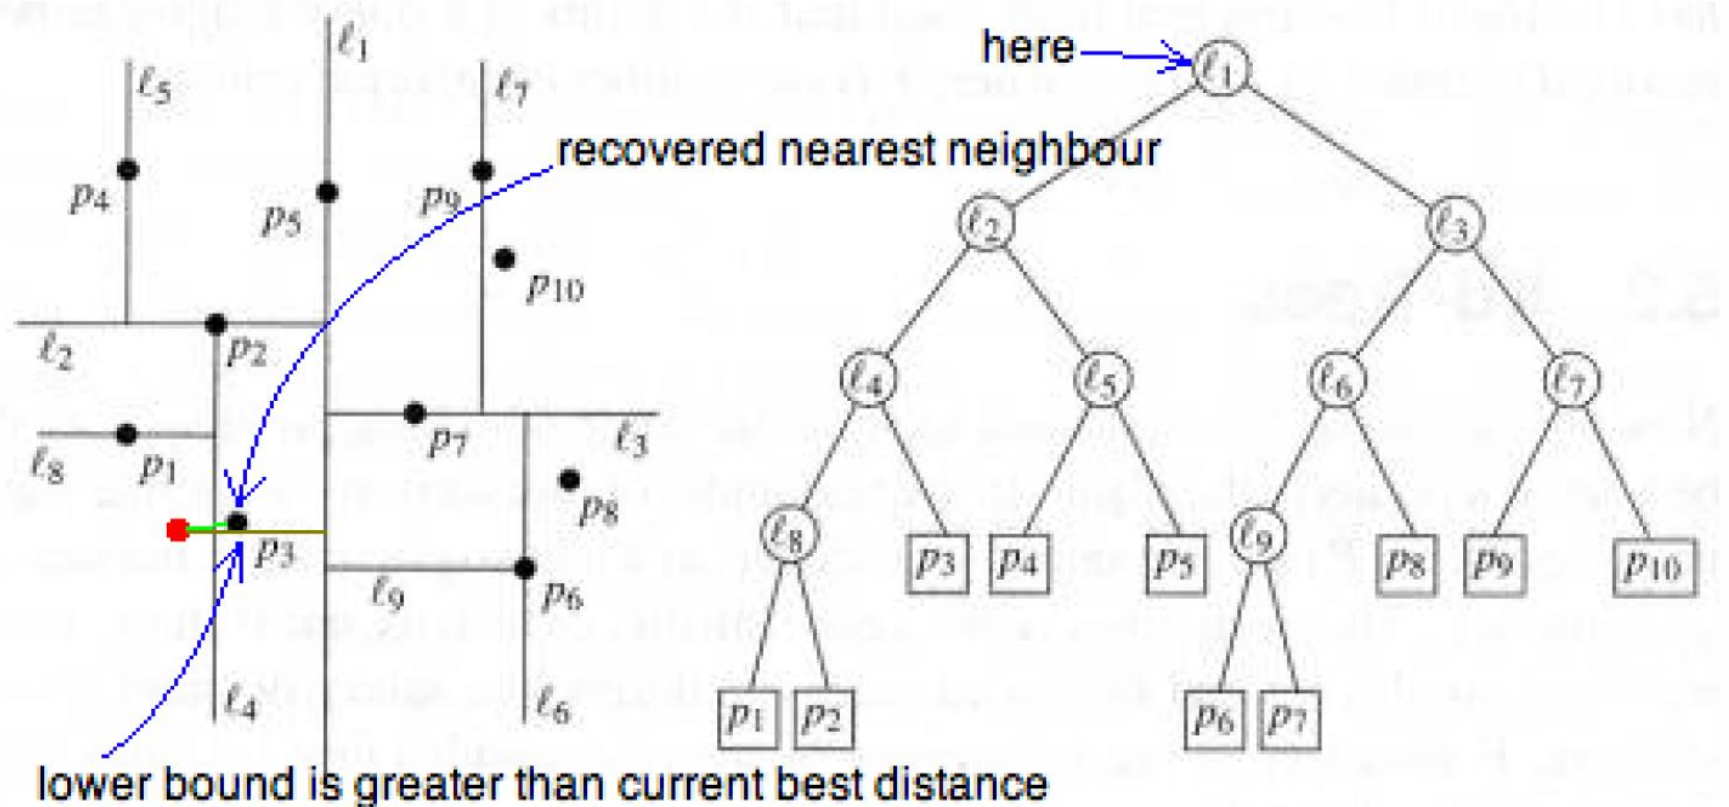 here
ℓ1
ℓ5
ℓ7
ℓ1
recovered nearest neighbour
p4
p5
p9
ℓ2
ℓ3
p10
ℓ2
p2
ℓ4
ℓ5
ℓ6
ℓ7
p7
ℓ3
ℓ8
p1
p8
p3
ℓ8
p3
p4
p5
ℓ9
p8
p9
p10
ℓ9
p6
ℓ4
ℓ6
p1
p2
p6
p7
lower bound is greater than current best distance